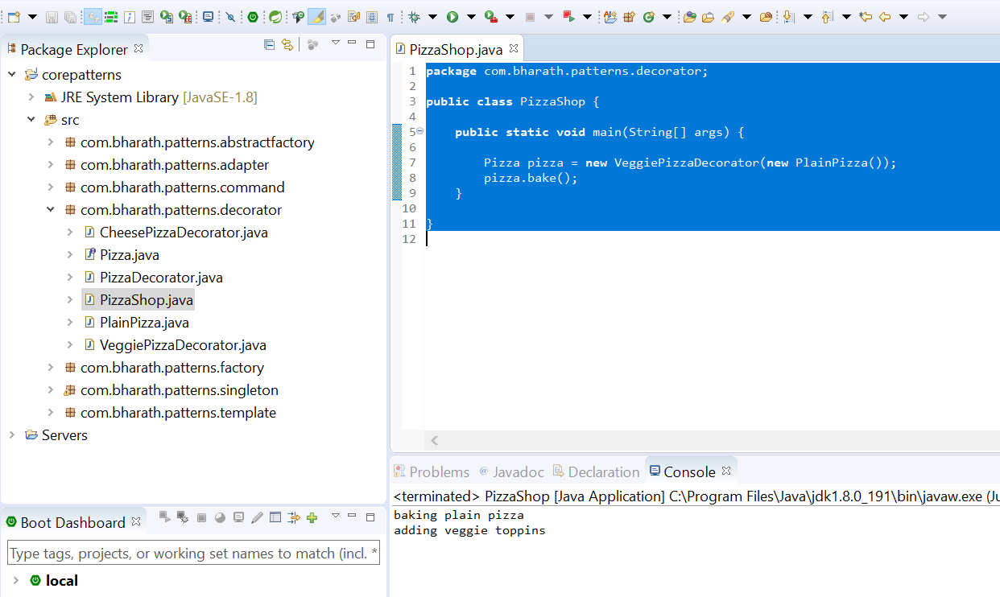 Package Explorer
corepatterns
JRE System Library [JavaSE-1.8]
src
com.bharath.patterns.abstractfactory
com.bharath.patterns.adapter
com.bharath.patterns.command
com.bharath.patterns.decorator
CheesePizzaDecorator.java
Pizza.java
PizzaDecorator.java
PizzaShop.java
PlainPizza.java
VeggiePizzaDecorator.java
com.bharath.patterns.factory
com.bharath.patterns.singleton
com.bharath.patterns.template
Servers
Boot Dashboard
Type tags, projects, or working set names to match (incl. *
local
PizzaShop.java
1 package com.bharath.patterns.decorator;
2
3 public class PizzaShop {
4
5 public static void main(String[] args) {
6
7 Pizza pizza = new VeggiePizzaDecorator(new PlainPizza());
8 pizza.bake();
9 }
10
11 }
12
Problems @ Javadoc Declaration Console
<terminated> PizzaShop [Java Application] C:\Program Files\Java\jdk1.8.0_191\bin\javaw.exe (Ju
baking plain pizza
adding veggie toppins